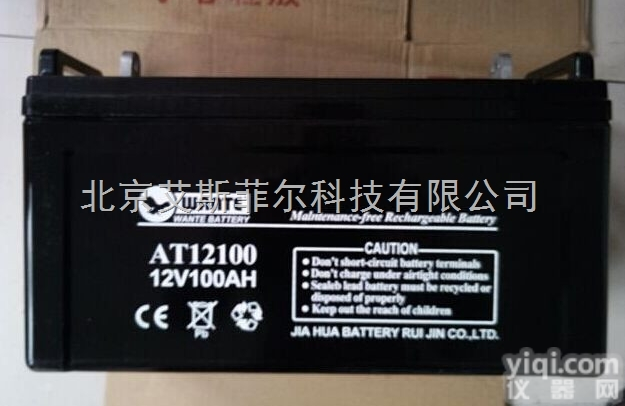 北京艾斯菲尔科技有限公司
WANTE
WANTE BATTERY
Maintenance-free Rechargeable Battery
AT12100
12V100AH
CAUTION
● Don't short-circuit battery terminals
● Don't charge under airtight conditions
● Sealeb lead battery must be recycled or
disposed of properly
● Keep out the reach of children
CE
PD
JIA HUA BATTERY RUI JIN CO.,LTD.
yiqi.com
仪器网